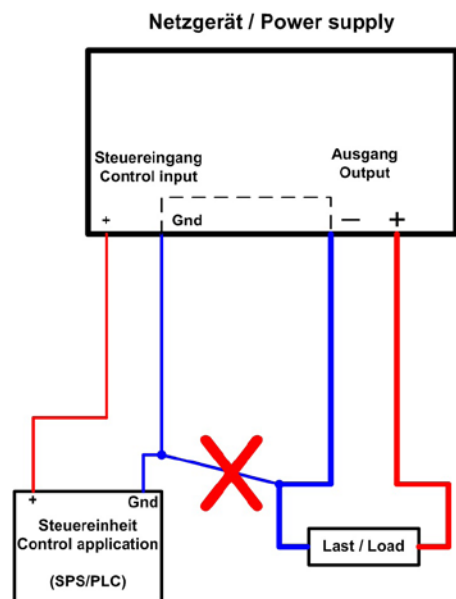 Netzgerät / Power supply
Steuereingang
Control input
Ausgang
Output
+
Gnd
—
+
+
Gnd
Steuereinheit
Control application
(SPS/PLC)
Last / Load